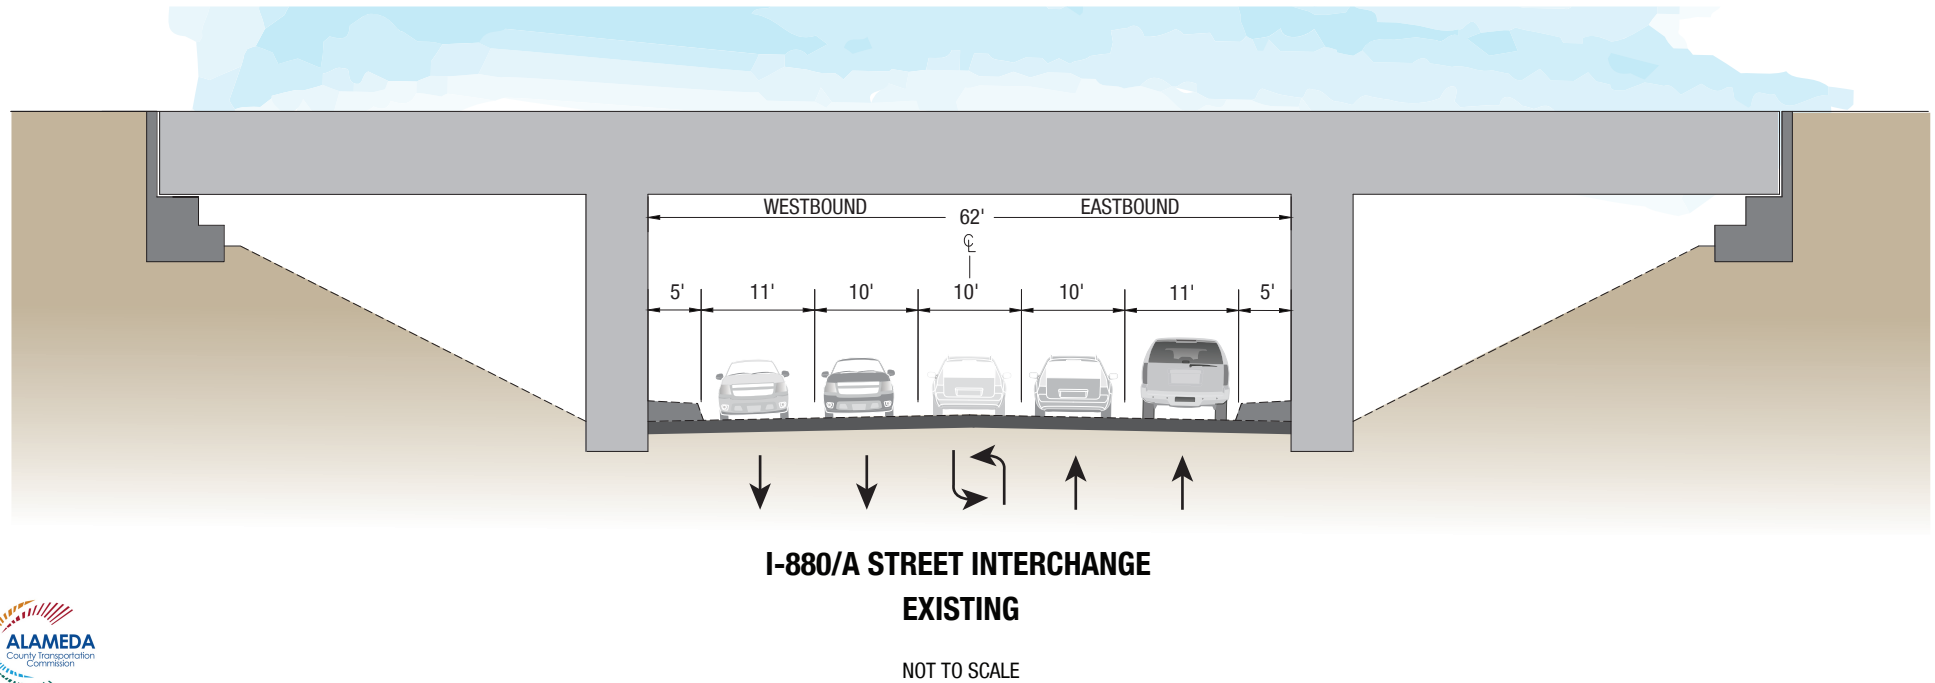 WESTBOUND
62'
EASTBOUND
℄
5' 11' 10' 10' 10' 11' 5'
I-880/A STREET INTERCHANGE
EXISTING
NOT TO SCALE
ALAMEDA
County Transportation
Commission